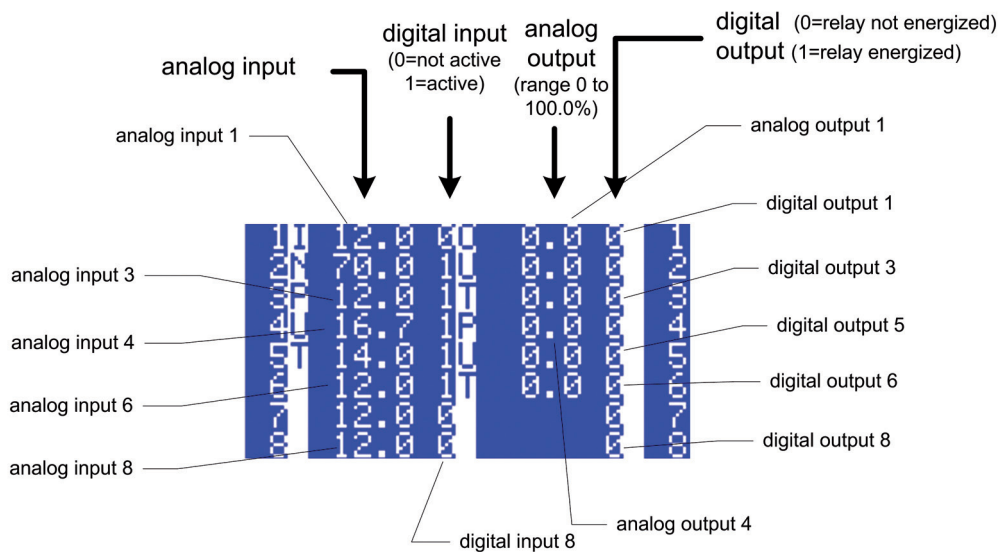 analog input
digital input
(0=not active
1=active)
analog
output
(range 0 to
100.0%)
digital (0=relay not energized)
output (1=relay energized)
analog input 1
analog output 1
digital output 1
analog input 3
digital output 3
analog input 4
digital output 5
analog input 6
digital output 6
analog input 8
digital output 8
digital input 8
analog output 4
1 I 12.0 0 O 0.0 0 1
2 N 70.0 1 U 0.0 0 2
3 P 12.0 1 T 0.0 0 3
4 U 16.7 1 P 0.0 0 4
5 T 14.0 1 U 0.0 0 5
6 12.0 1 T 0.0 0 6
7 12.0 0 0 7
8 12.0 0 0 8